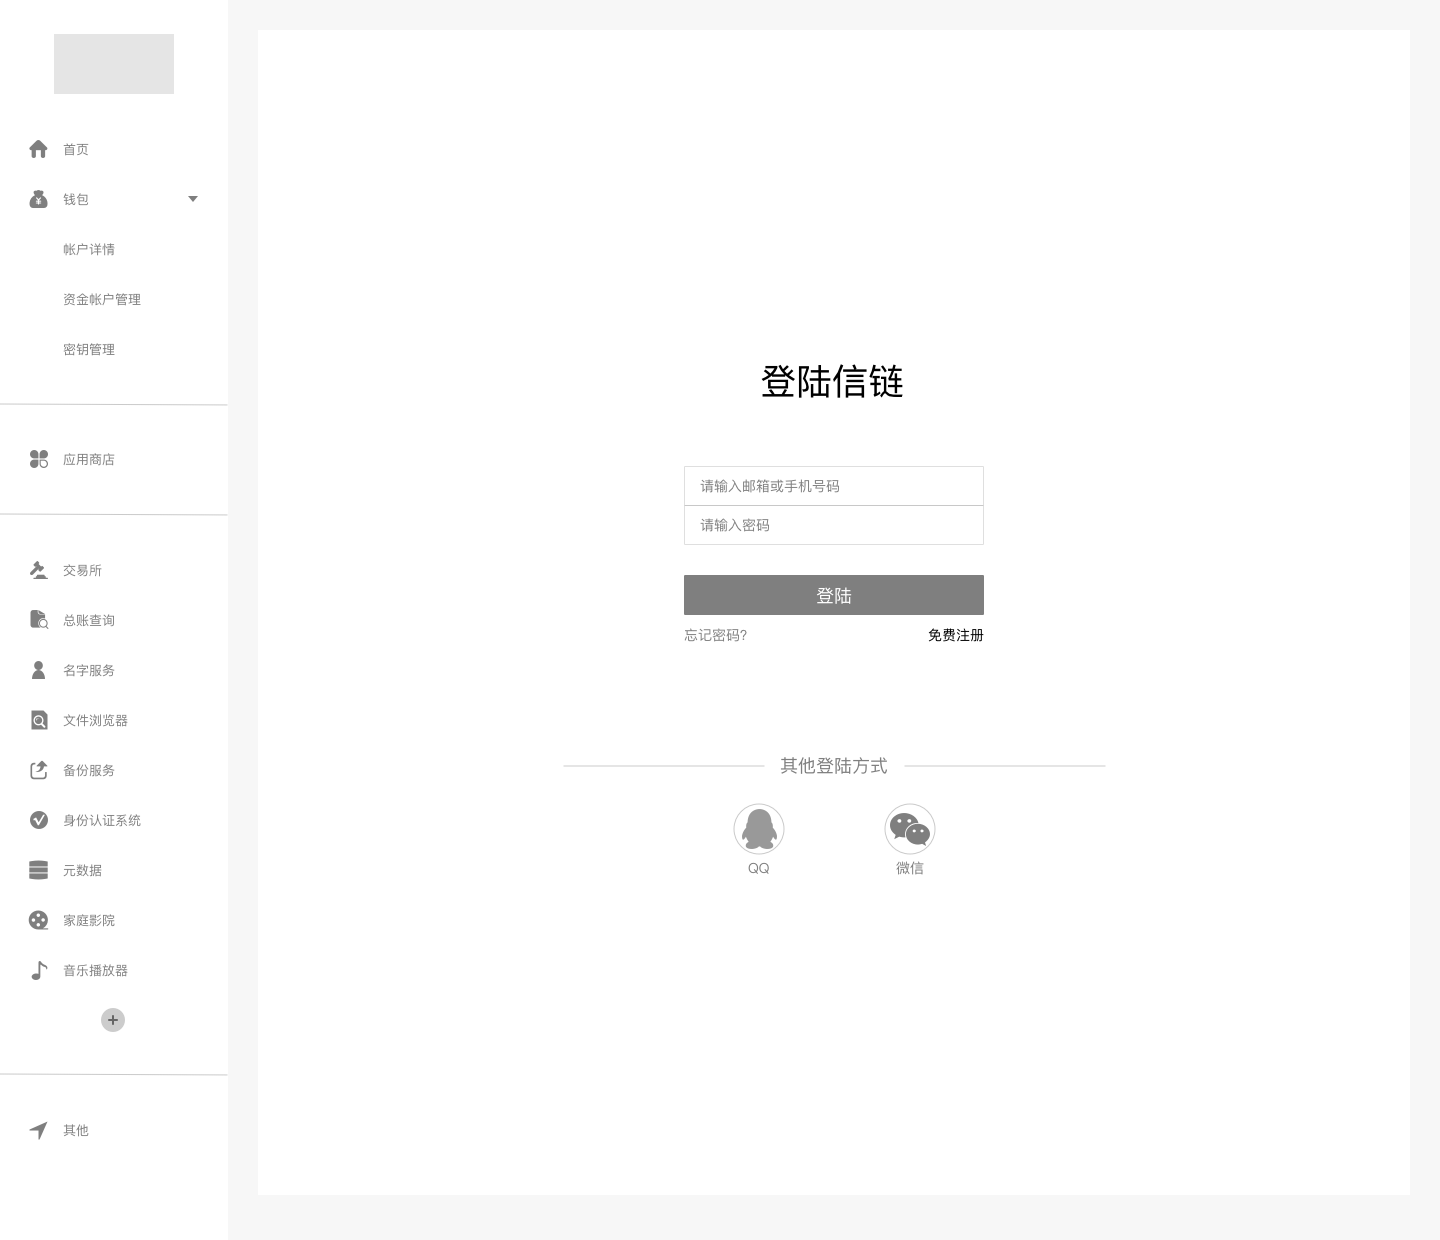 首页
钱包
帐户详情
资金帐户管理
密钥管理
应用商店
交易所
总账查询
名字服务
文件浏览器
备份服务
身份认证系统
元数据
家庭影院
音乐播放器
其他
登陆信链
请输入邮箱或手机号码
请输入密码
登陆
忘记密码?
免费注册
其他登陆方式
QQ
微信